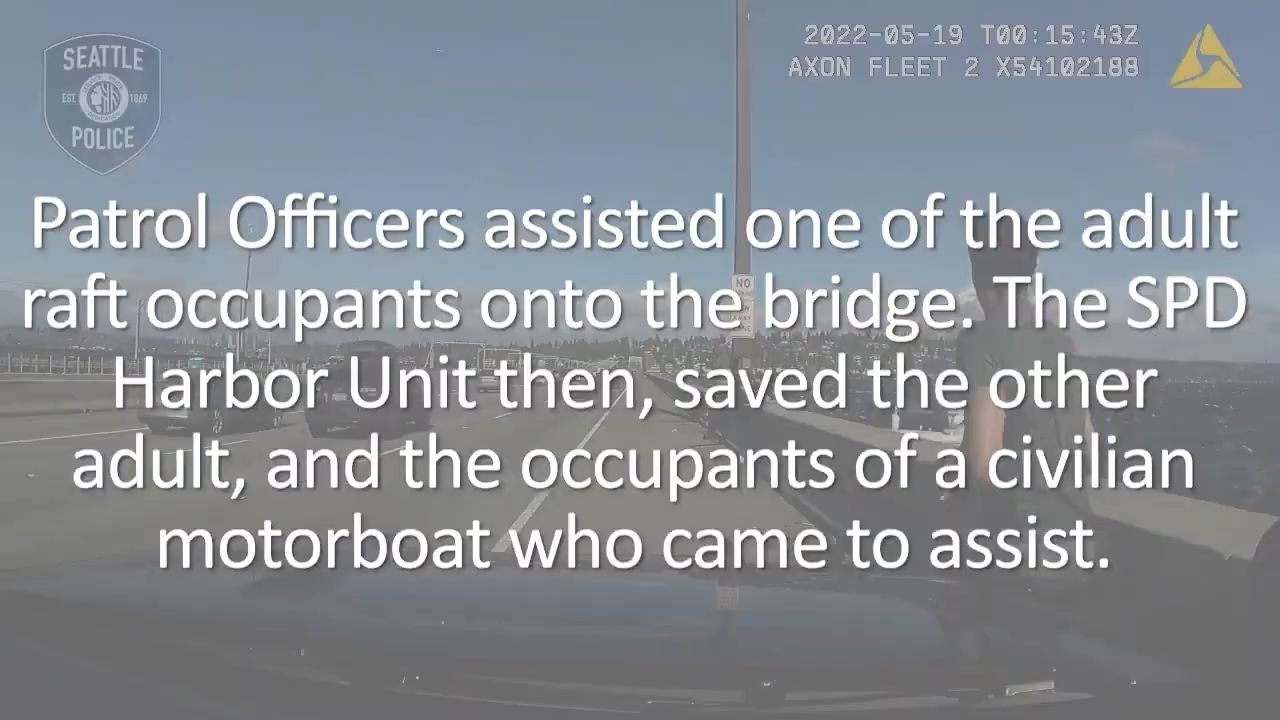 SEATTLE
EST. 1869
POLICE
2022-05-19 T00:15:43Z
AXON FLEET 2 X54102188
Patrol Officers assisted one of the adult
raft occupants onto the bridge. The SPD
Harbor Unit then, saved the other
adult, and the occupants of a civilian
motorboat who came to assist.
NO